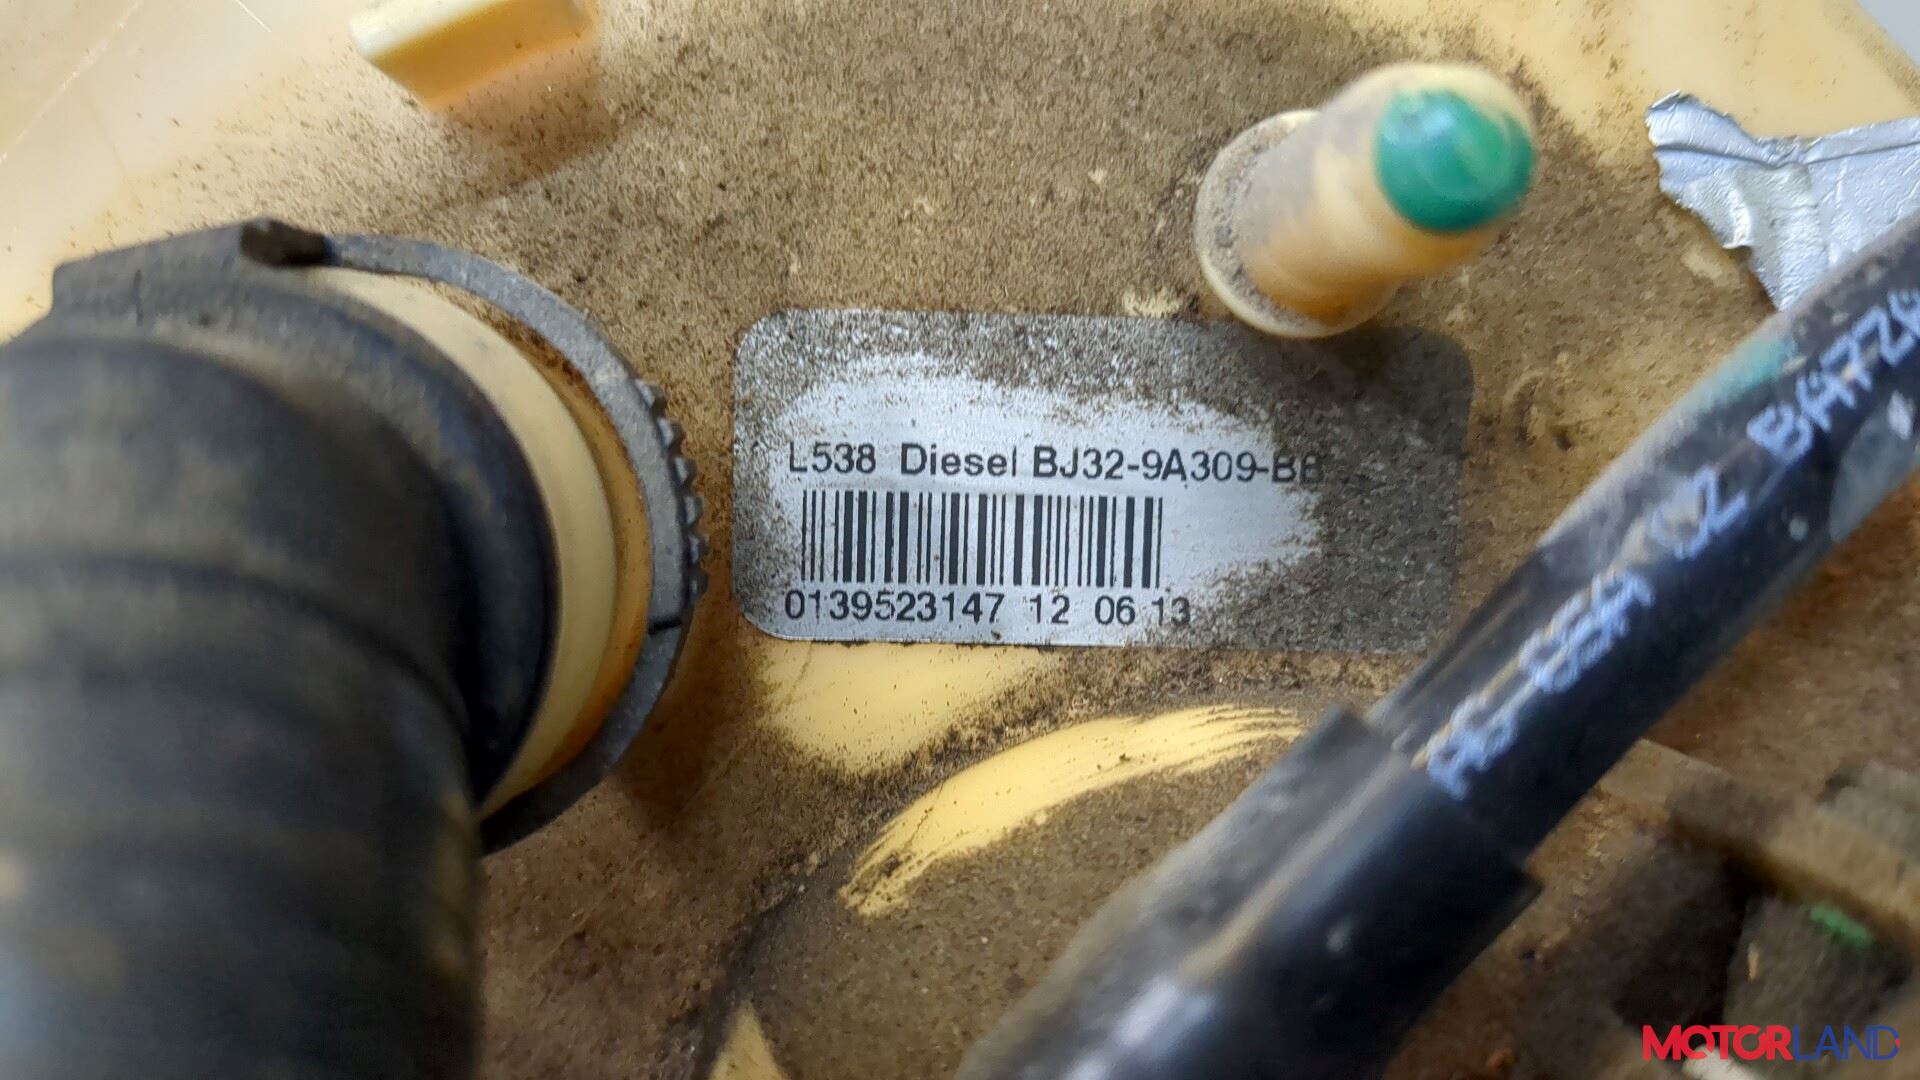 L538 Diesel BJ32-9A309-BB
0139523147 12 06 13
MOTORLAND